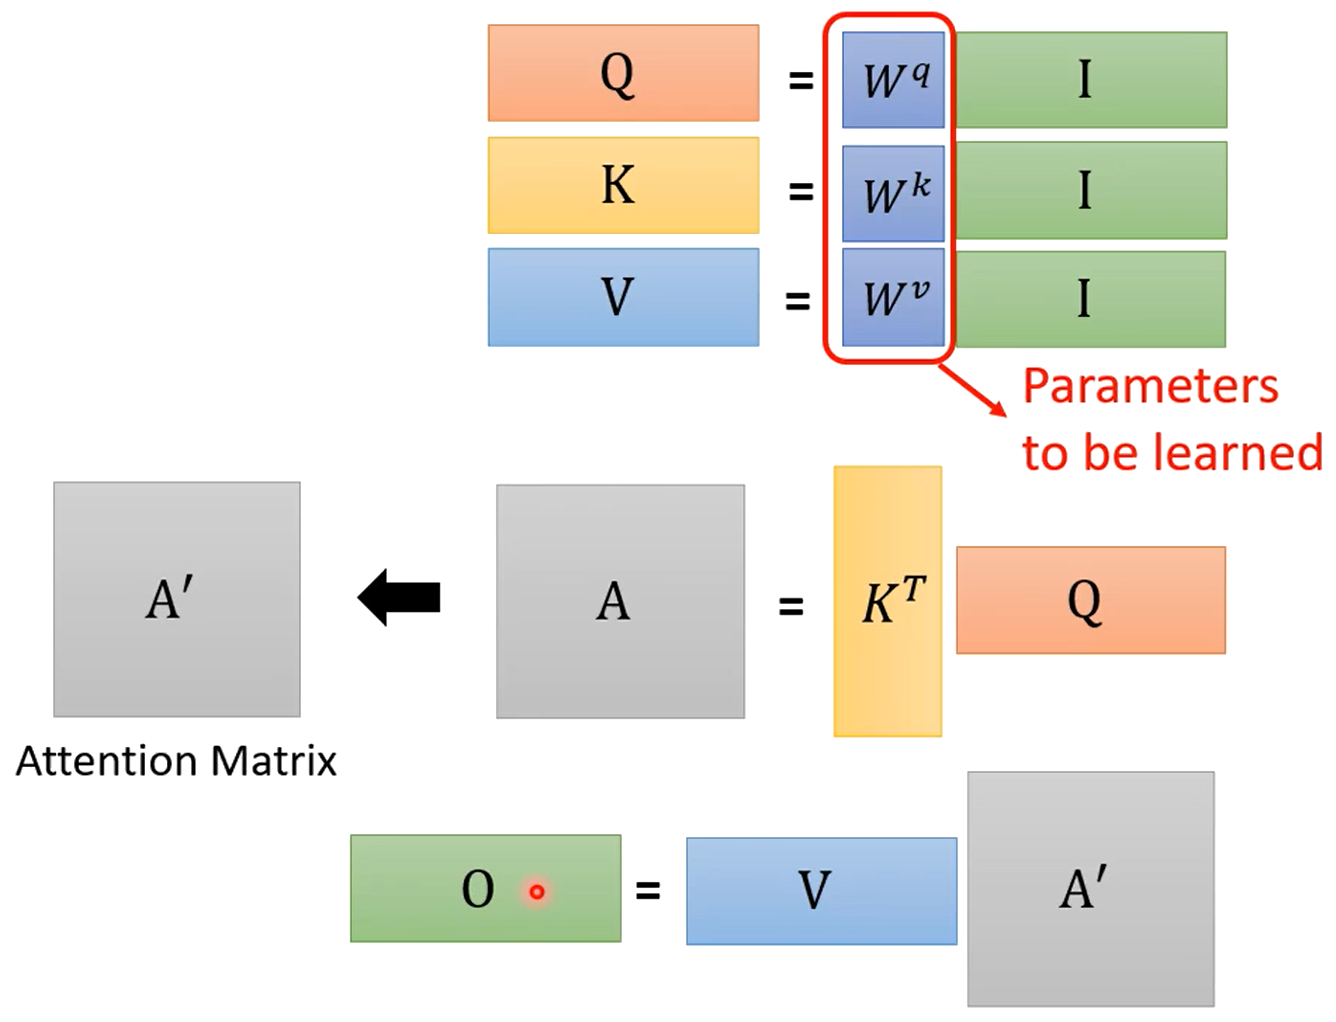 Q = W^q I
K = W^k I
V = W^v I
Parameters
to be learned
A′ A = K^T Q
Attention Matrix
O = V A′